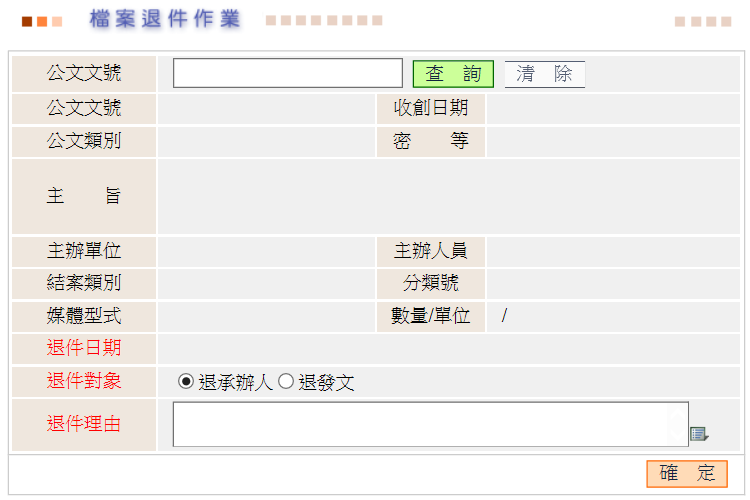 檔案退件作業
公文文號 查 詢 清 除
公文文號 收創日期
公文類別 密 等
主 旨
主辦單位 主辦人員
結案類別 分類號
媒體型式 數量/單位 /
退件日期
退件對象 退承辦人 退發文
退件理由
確 定